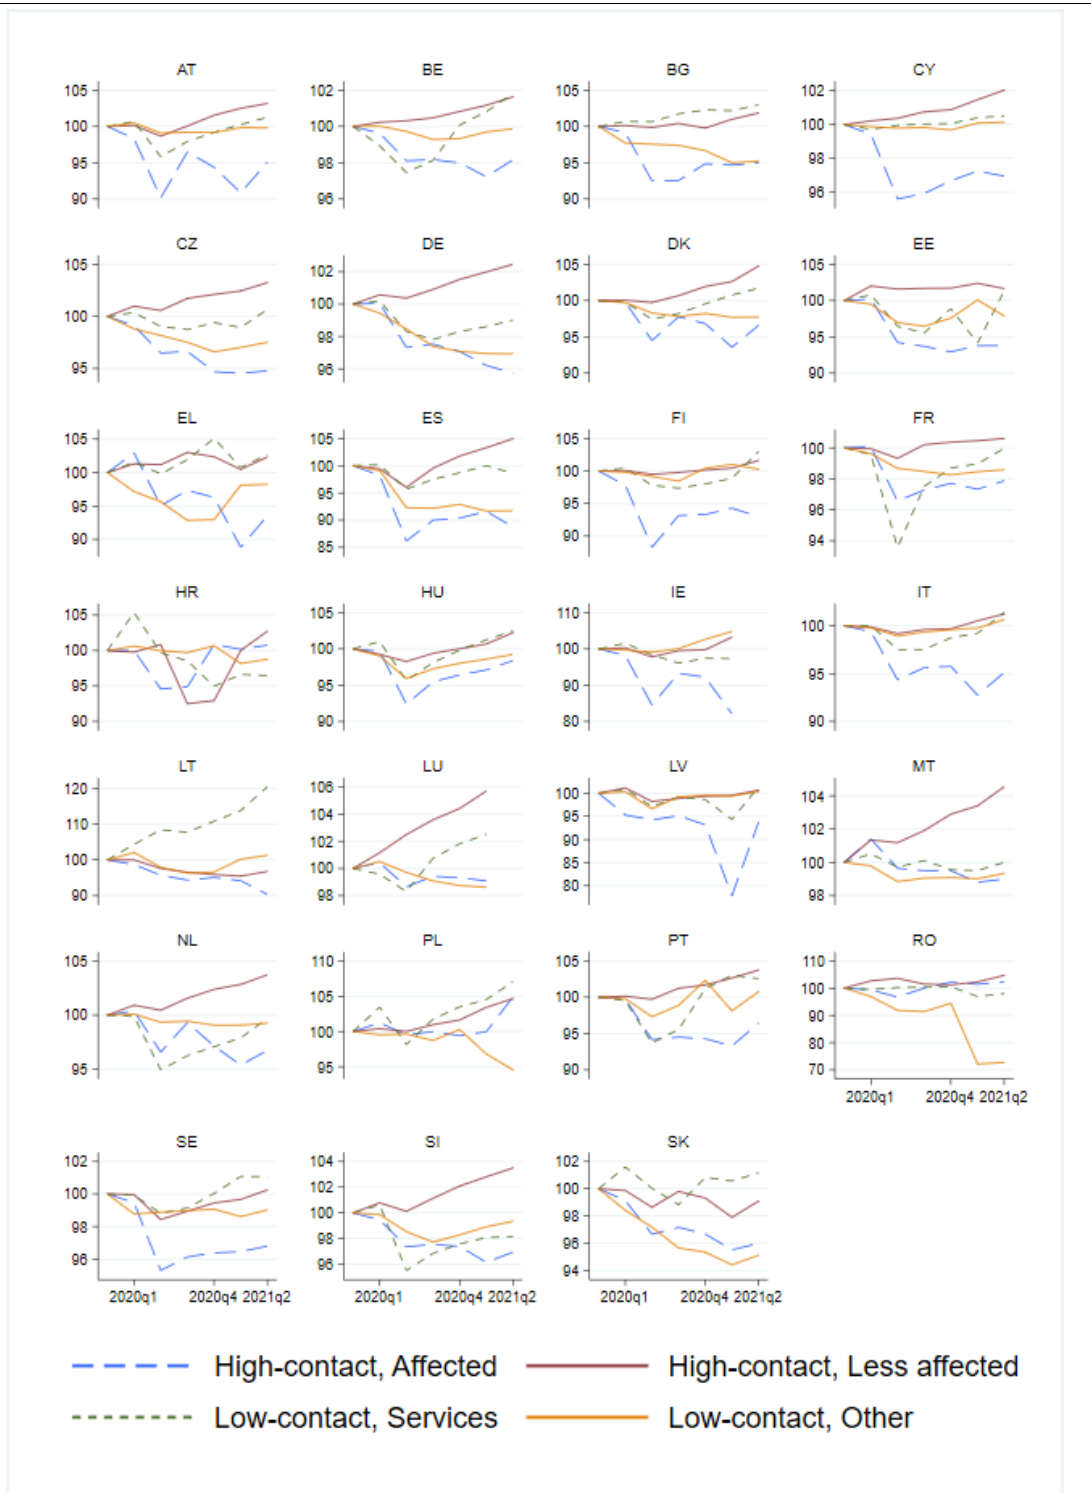 AT BE BG CY
105 105 102
100 102 100 100
95 100 95 98
90 98 90 96
96
CZ DE DK EE
105 102 105 105
100 100 100 100
95 98 95 95
96 90 90
EL ES FI FR
105 105 105 100
100 100 100 98
95 95 95 96
90 90 90 94
85
HR HU IE IT
105 105 110 100
100 100 100 95
95 95 90 90
90 90 80
LT LU LV MT
120 106 100 104
110 104 95 102
100 102 90 100
90 100 85 98
98 80
NL PL PT RO
105 110 105 110
100 105 100 100
95 100 95 90
95 90 80
70
2020q1 2020q4 2021q2
SE SI SK
102 104 102
100 102 100
98 100 98
96 98 96
96 94
2020q1 2020q4 2021q2 2020q1 2020q4 2021q2 2020q1 2020q4 2021q2
High-contact, Affected High-contact, Less affected
Low-contact, Services Low-contact, Other